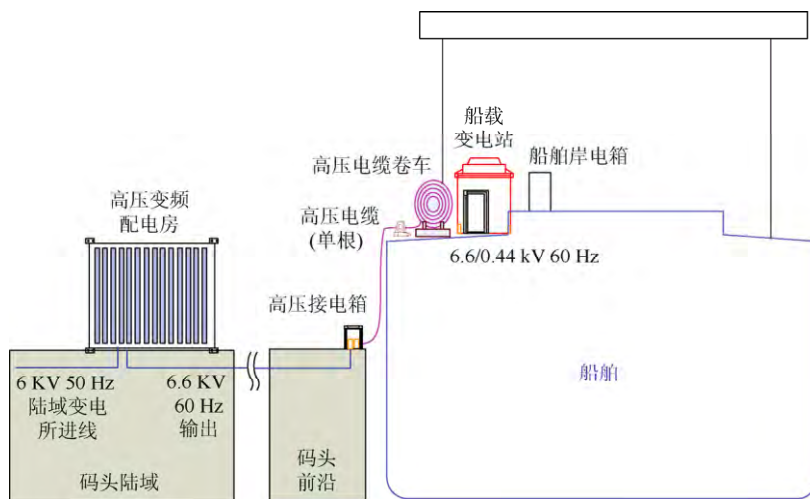 船载
变电站
高压电缆卷车
船舶岸电箱
高压变频
配电房
高压电缆
(单根)
6.6/0.44 kV 60 Hz
高压接电箱
6 KV 50 Hz
陆域变电
所进线
6.6 KV
60 Hz
输出
船舶
码头陆域
码头
前沿